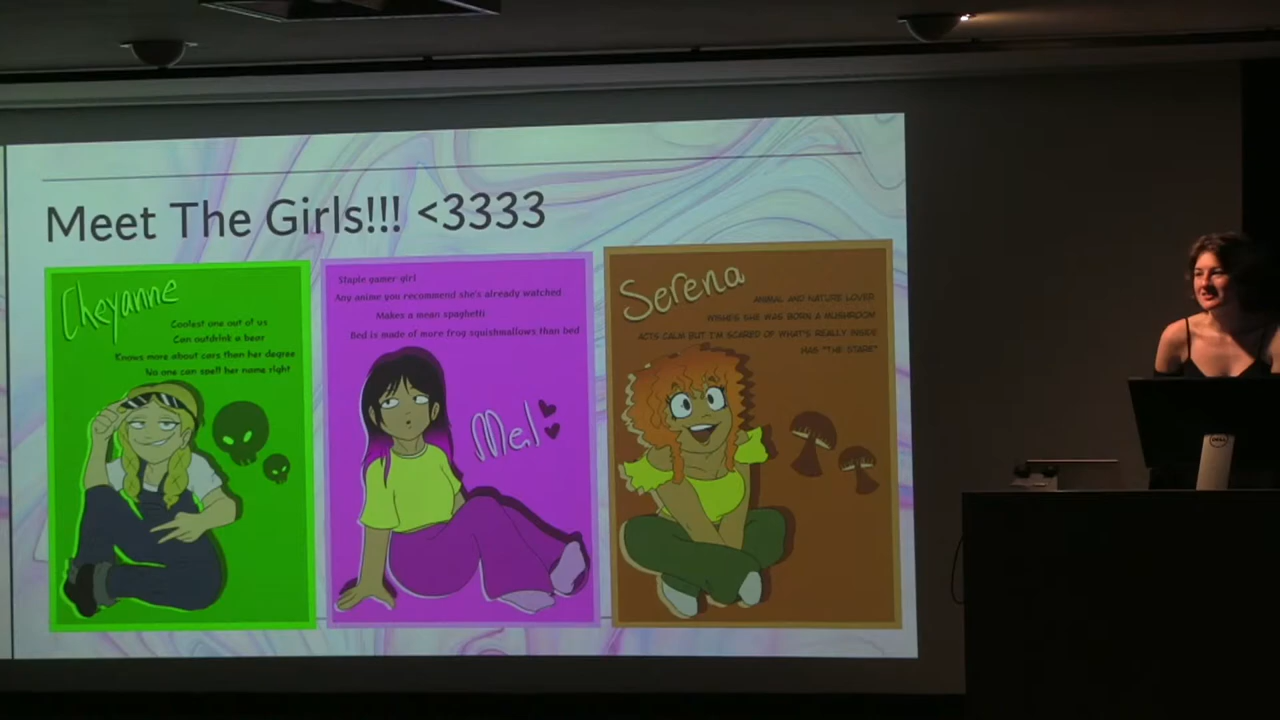 Meet The Girls!!! <3333
Cheyanne
Coolest one out of us
Can outdrink a bear
Knows more about cars than her degree
No one can spell her name right
Staple gamer girl
Any anime you recommend she's already watched
Makes a mean spaghetti
Bed is made of more frog squishmallows than bed
Mel
Serena
ANIMAL AND NATURE LOVER
WISHES SHE WAS BORN A MUSHROOM
ACTS CALM BUT I'M SCARED OF WHAT'S REALLY INSIDE
HAS "THE STARE"
DELL